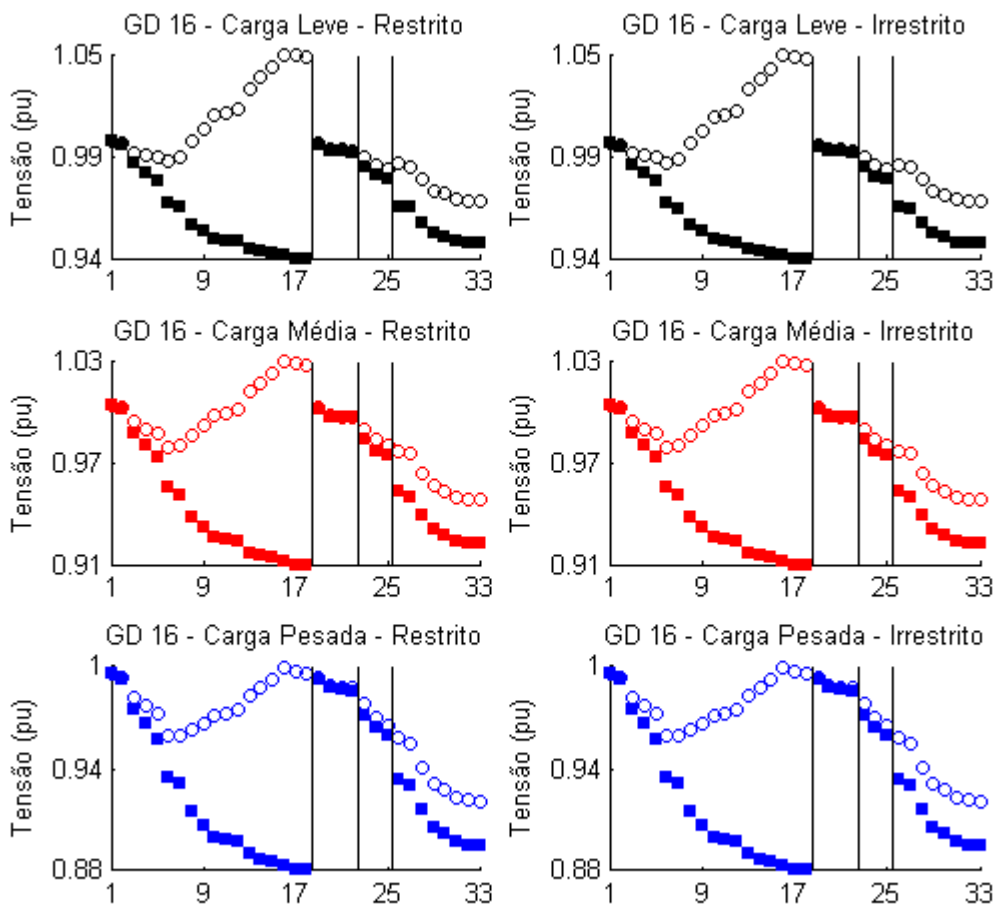 GD 16 - Carga Leve - Restrito
GD 16 - Carga Leve - Irrestrito
Tensão (pu)
1.05
0.99
0.94
1 9 17 25 33
Tensão (pu)
1.05
0.99
0.94
1 9 17 25 33
GD 16 - Carga Média - Restrito
GD 16 - Carga Média - Irrestrito
Tensão (pu)
1.03
0.97
0.91
1 9 17 25 33
Tensão (pu)
1.03
0.97
0.91
1 9 17 25 33
GD 16 - Carga Pesada - Restrito
GD 16 - Carga Pesada - Irrestrito
Tensão (pu)
1
0.94
0.88
1 9 17 25 33
Tensão (pu)
1
0.94
0.88
1 9 17 25 33